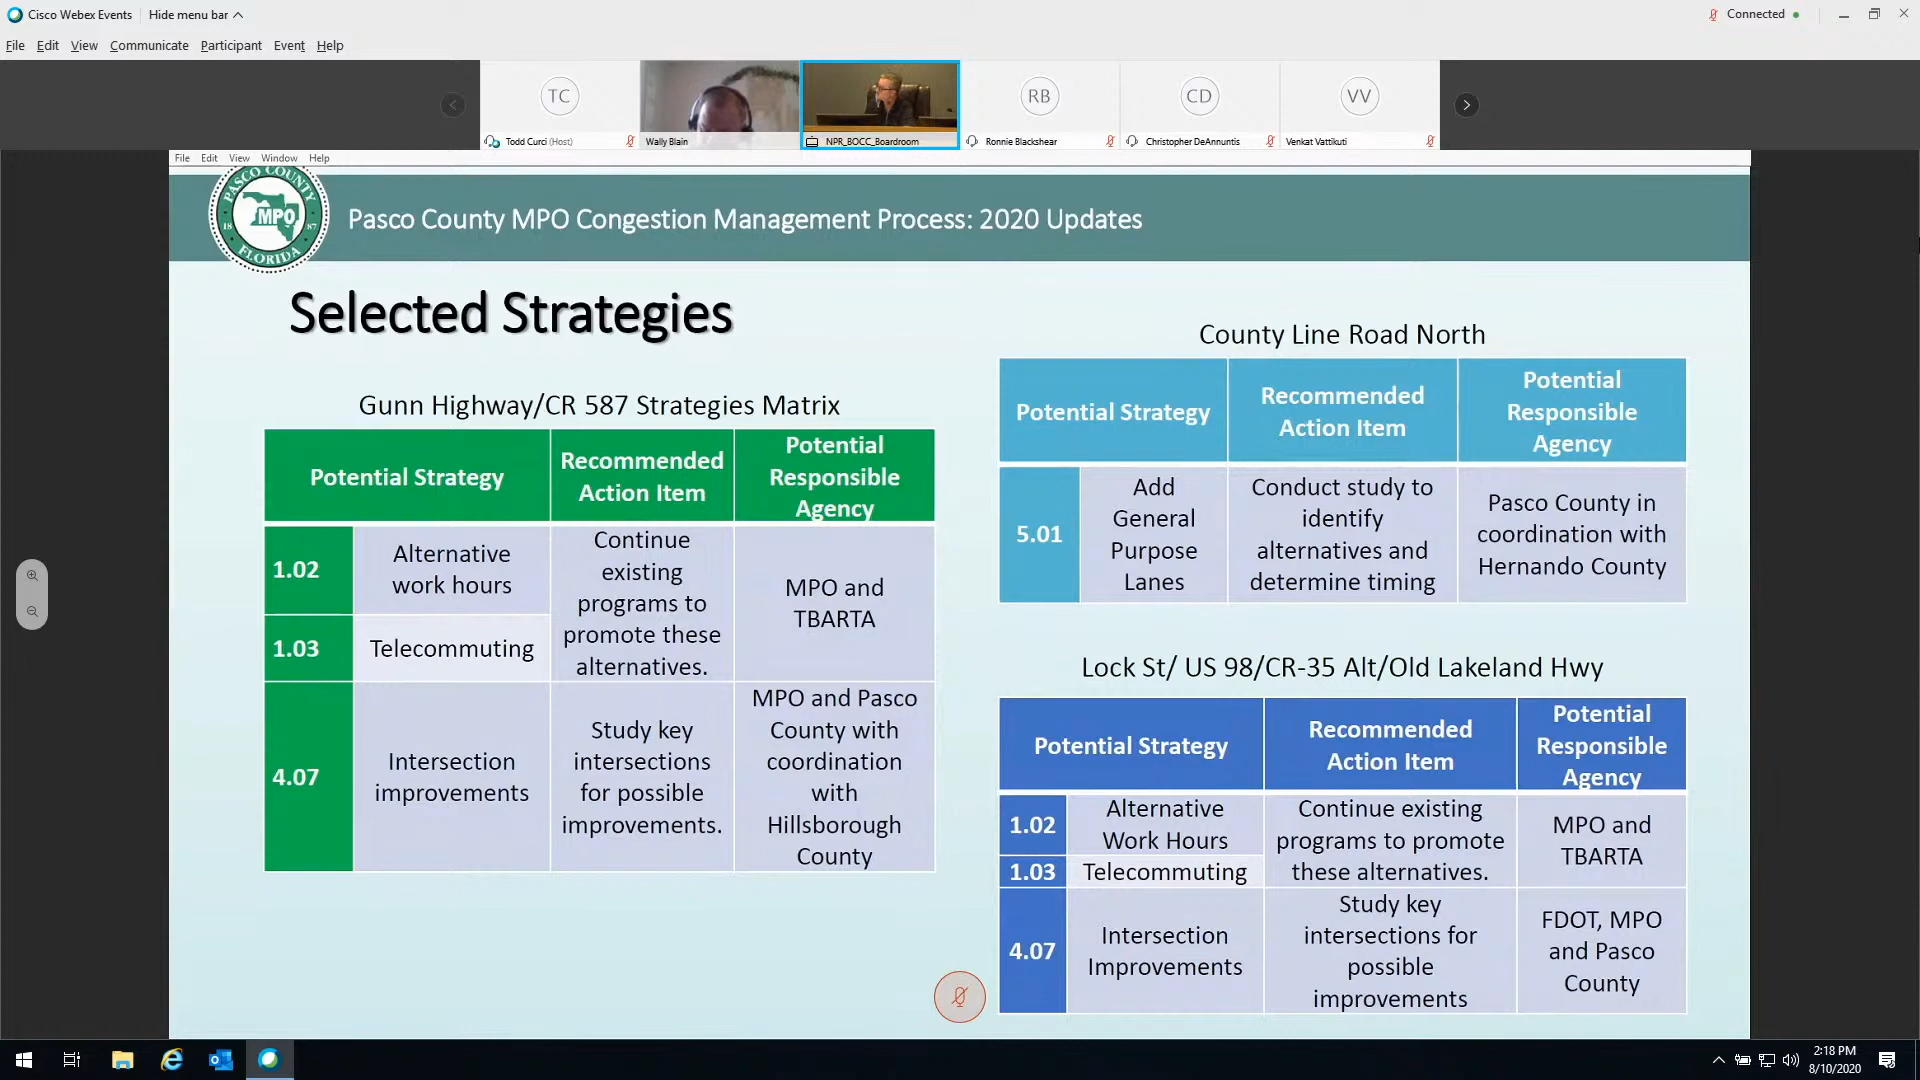 Cisco Webex Events
Hide menu bar
Connected
File Edit View Communicate Participant Event Help
TC
RB
CD
VV
Todd Curci (Host)
Wally Blain
NPR_BOCC_Boardroom
Ronnie Blackshear
Christopher DeAnnuntis
Venkat Vattikuti
File Edit View Window Help
PASCO COUNTY
MPO
18 87
FLORIDA
Pasco County MPO Congestion Management Process: 2020 Updates
Selected Strategies
Gunn Highway/CR 587 Strategies Matrix
Potential Strategy
Recommended
Action Item
Potential
Responsible
Agency
1.02
Alternative
work hours
Continue
existing
programs to
promote these
alternatives.
MPO and
TBARTA
1.03
Telecommuting
4.07
Intersection
improvements
Study key
intersections
for possible
improvements.
MPO and Pasco
County with
coordination
with
Hillsborough
County
County Line Road North
Potential Strategy
Recommended
Action Item
Potential
Responsible
Agency
5.01
Add
General
Purpose
Lanes
Conduct study to
identify
alternatives and
determine timing
Pasco County in
coordination with
Hernando County
Lock St/ US 98/CR-35 Alt/Old Lakeland Hwy
Potential Strategy
Recommended
Action Item
Potential
Responsible
Agency
1.02
Alternative
Work Hours
Continue existing
programs to promote
these alternatives.
MPO and
TBARTA
1.03
Telecommuting
4.07
Intersection
Improvements
Study key
intersections for
possible
improvements
FDOT, MPO
and Pasco
County
2:18 PM
8/10/2020